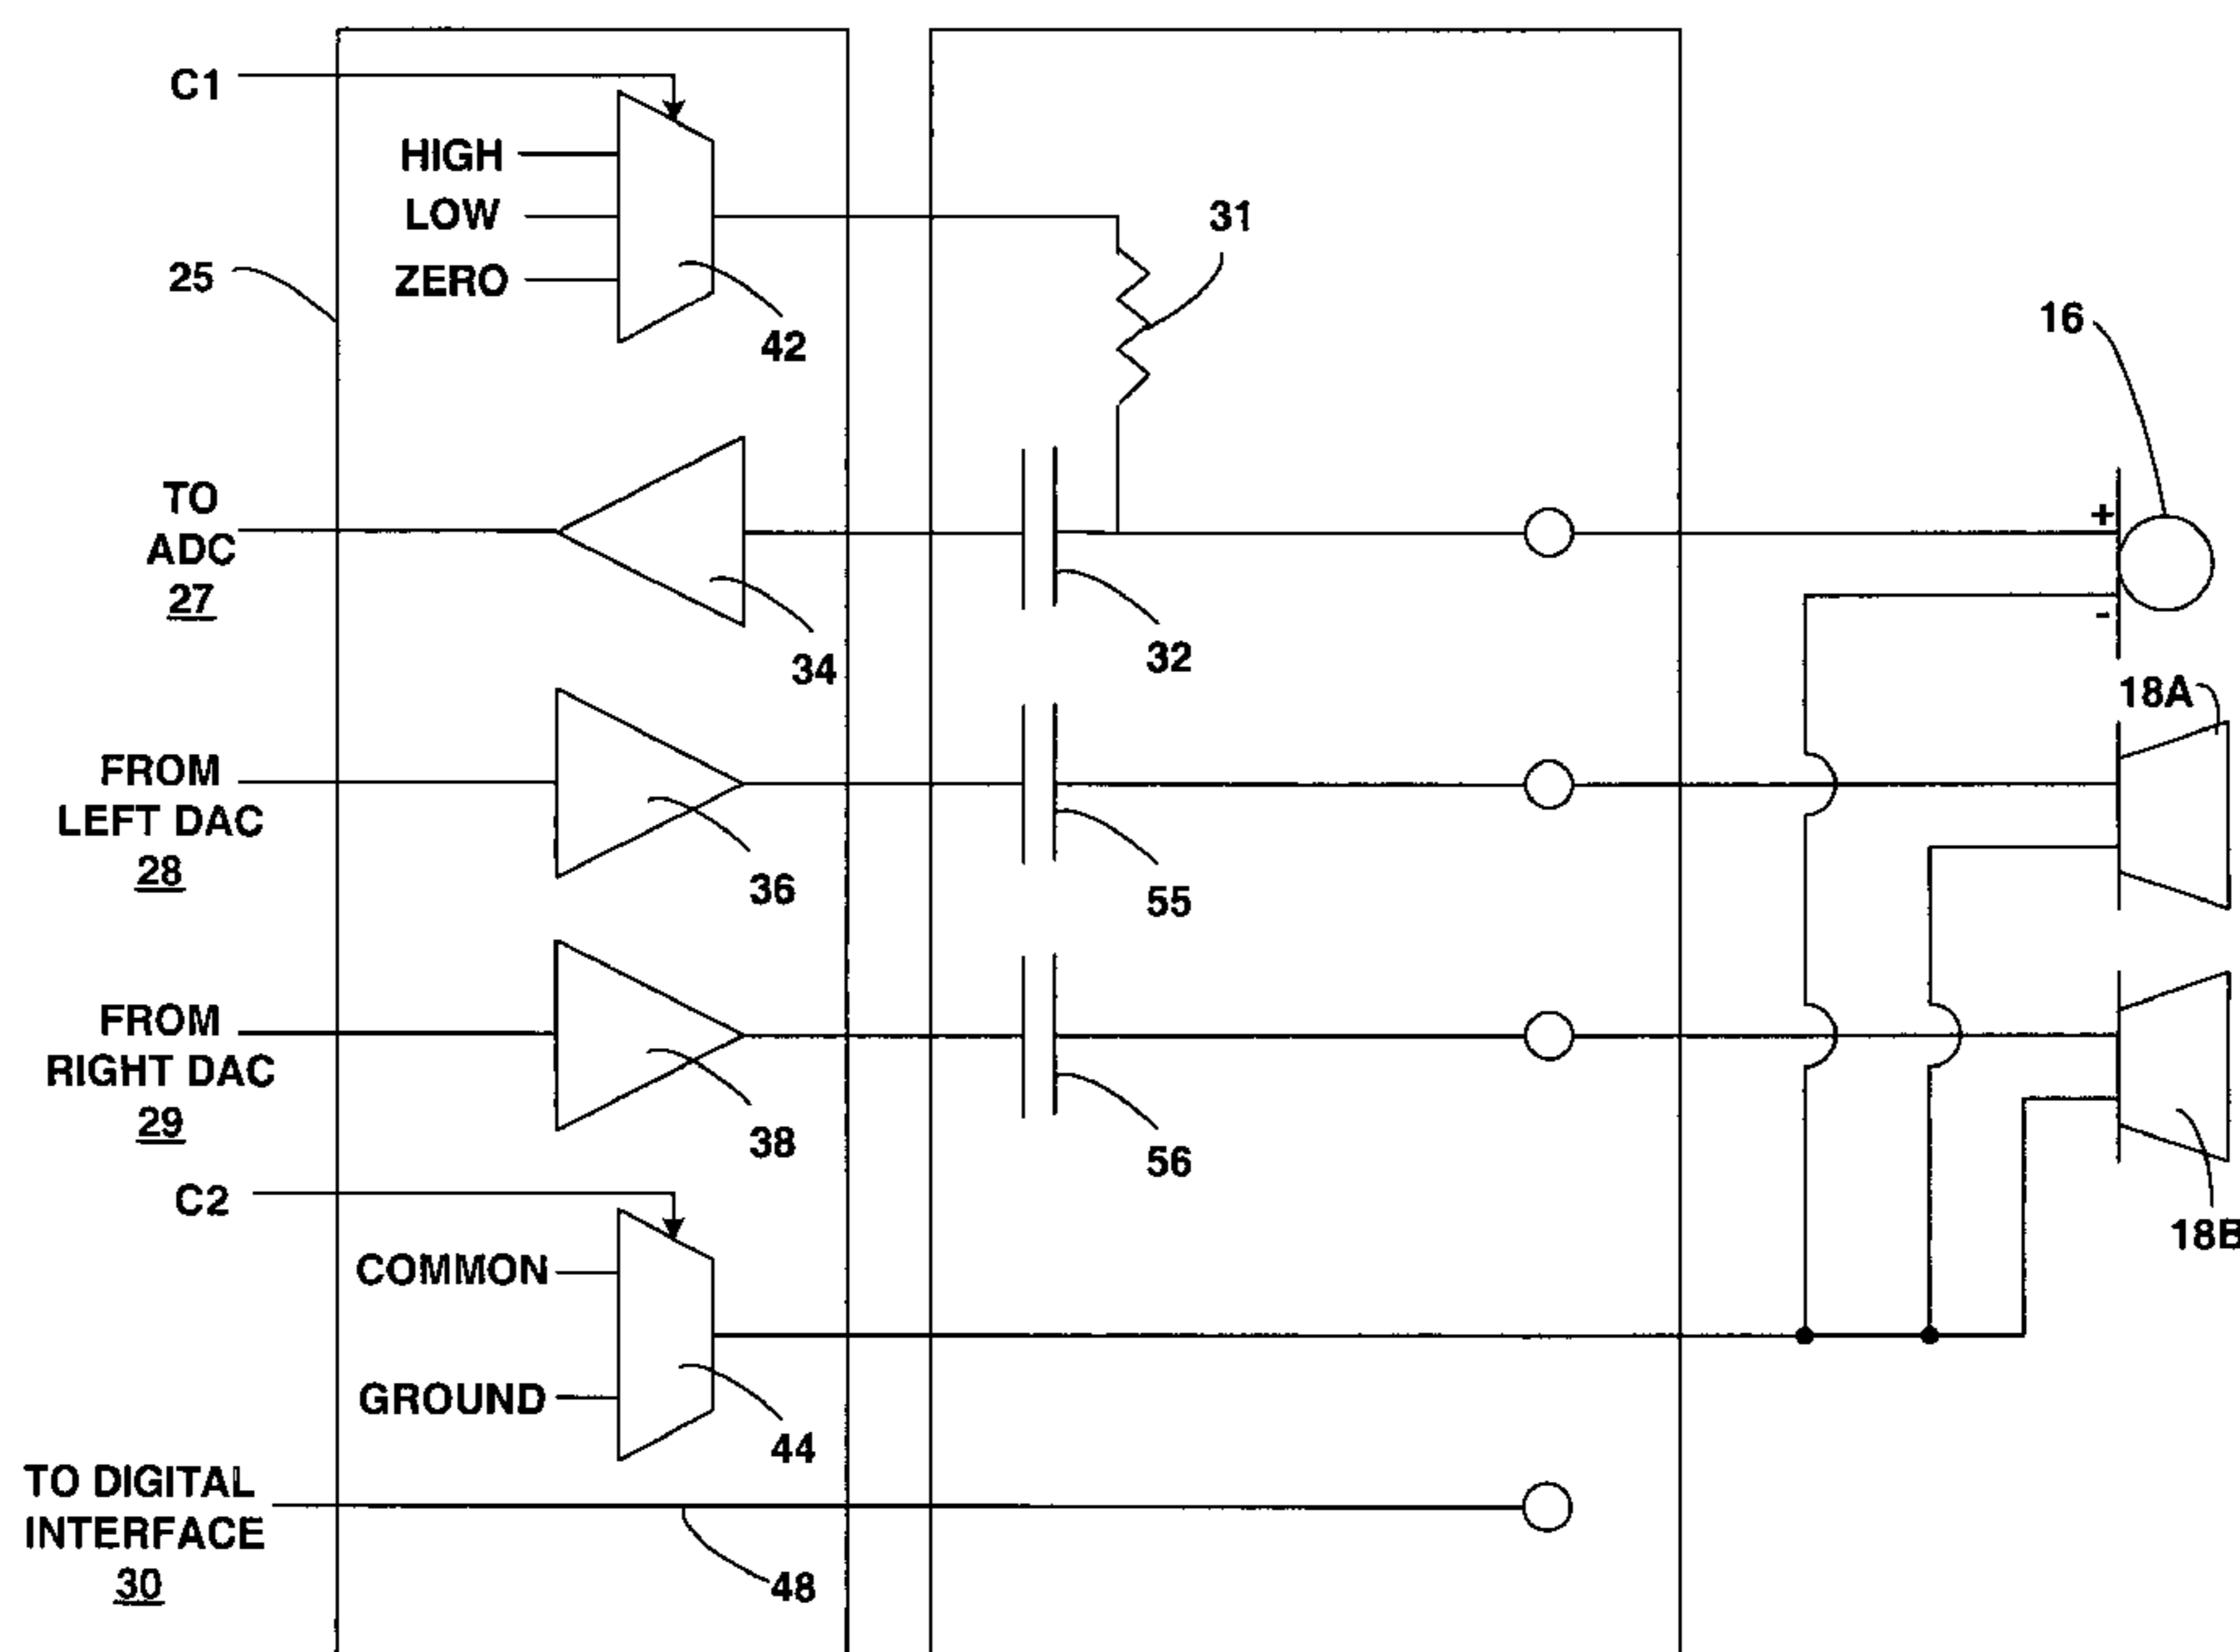 C1
HIGH
LOW
ZERO
25
42
31
16
TO
ADC
27
+
-
34
32
18A
FROM
LEFT DAC
28
36
55
FROM
RIGHT DAC
29
38
56
18B
C2
COMMON
GROUND
44
TO DIGITAL
INTERFACE
30
48